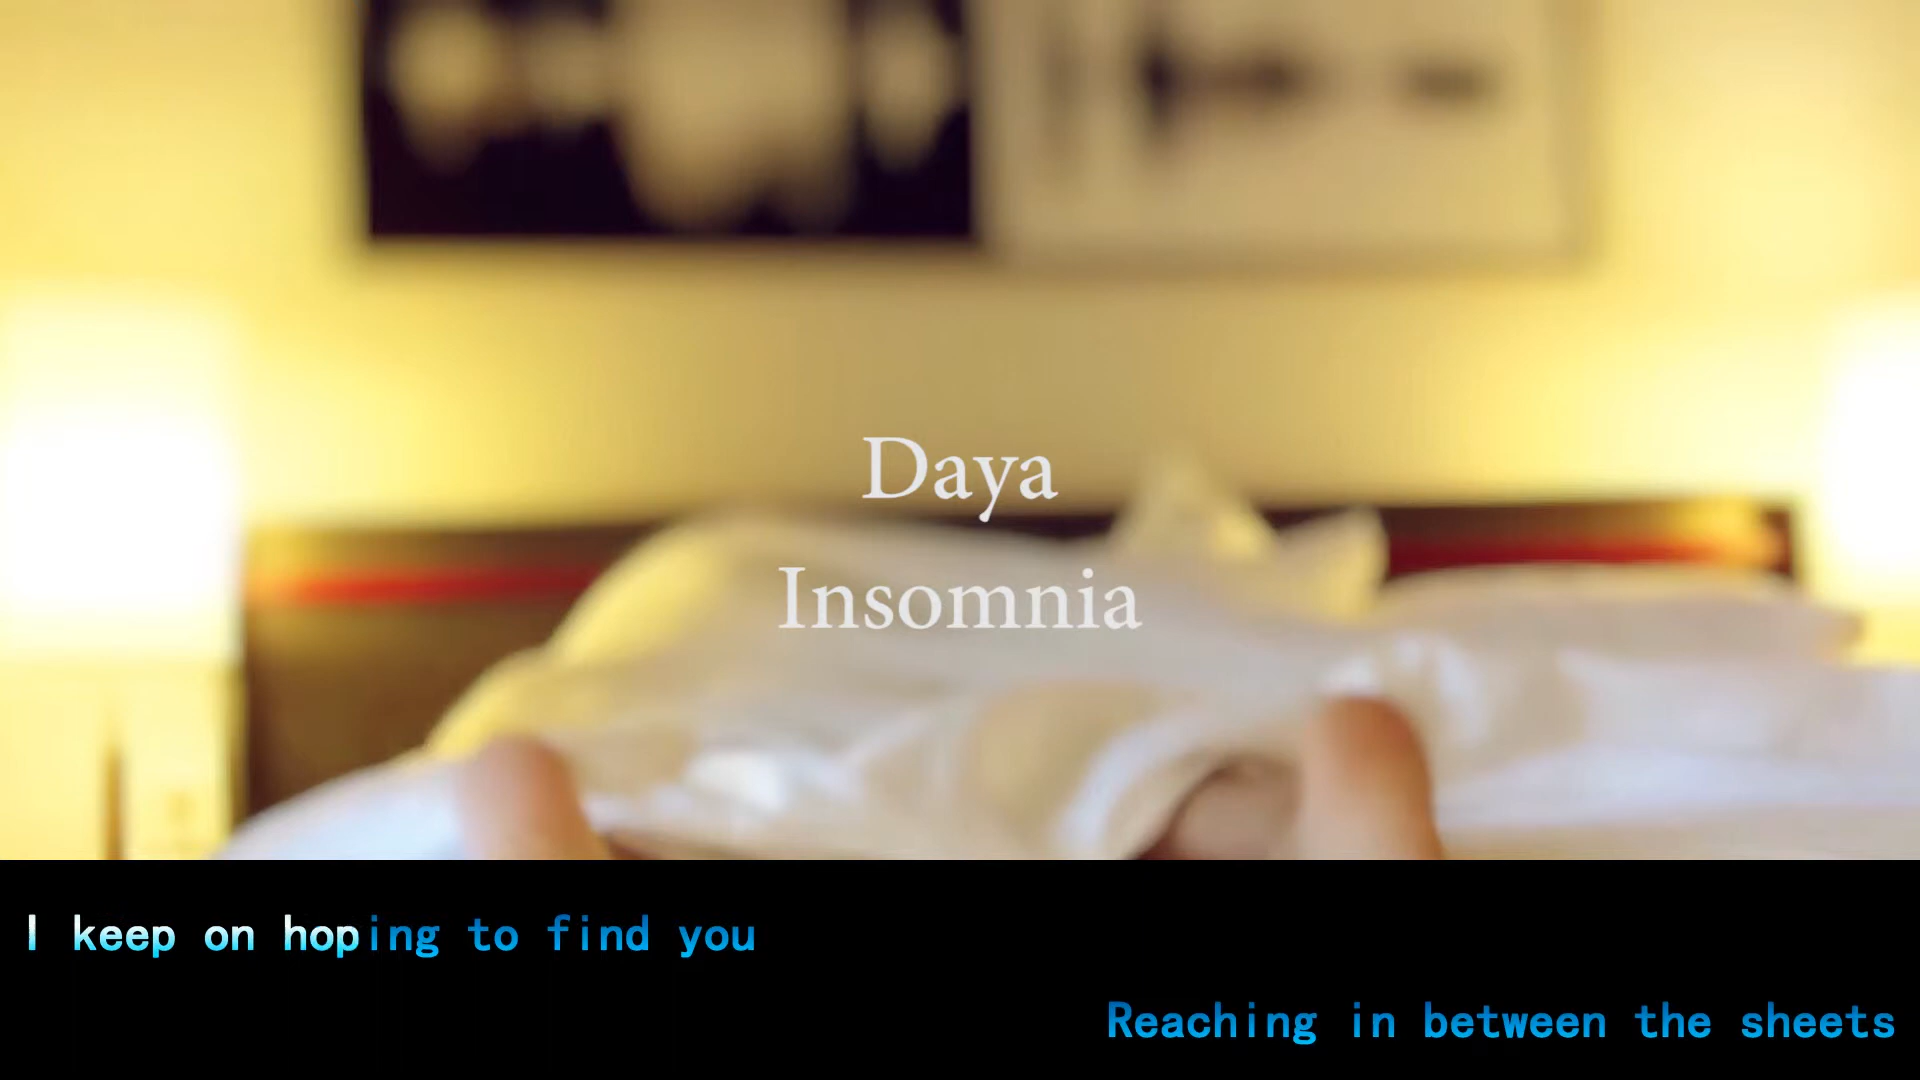 Daya
Insomnia
I keep on hoping to find you
Reaching in between the sheets